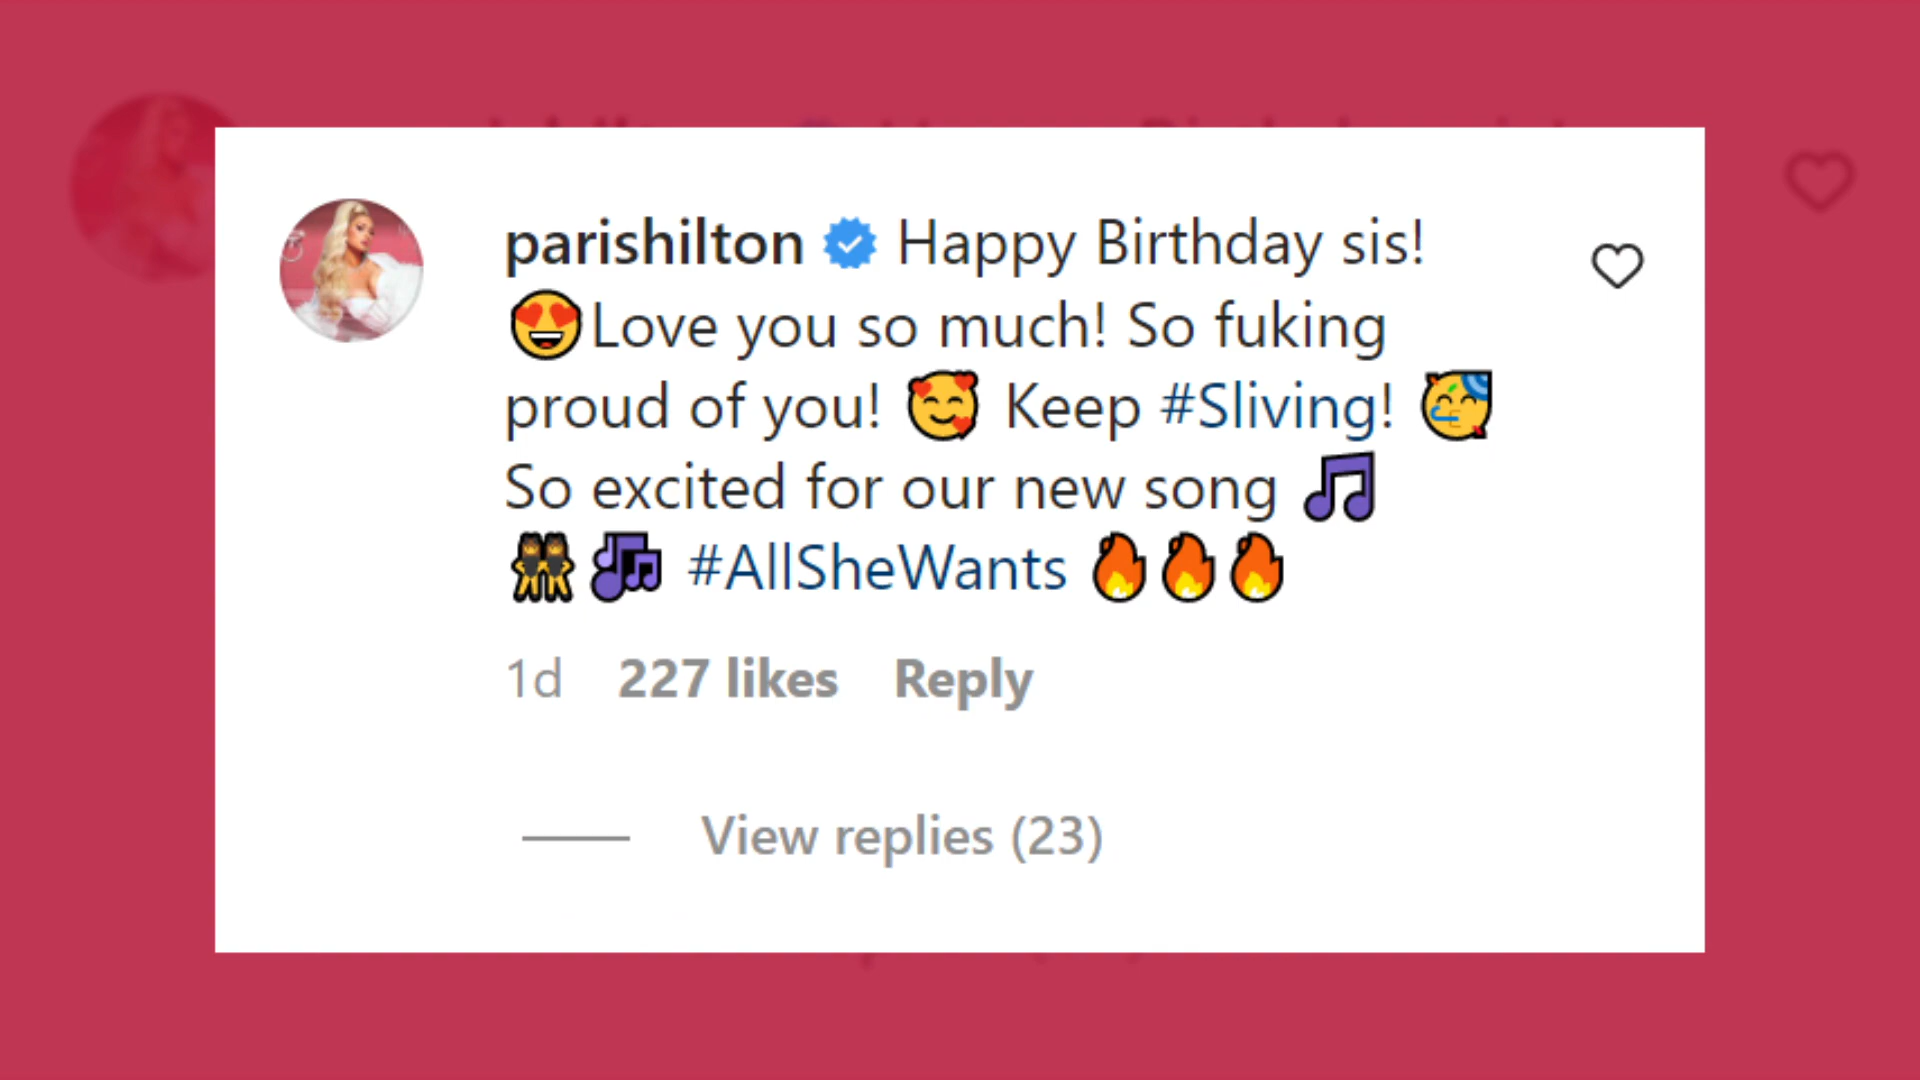 parishilton Happy Birthday sis!
😍Love you so much! So fuking
proud of you! 🥰 Keep #Sliving! 🥳
So excited for our new song 🎵
👯🎶 #AllSheWants 🔥🔥🔥
1d 227 likes Reply
View replies (23)